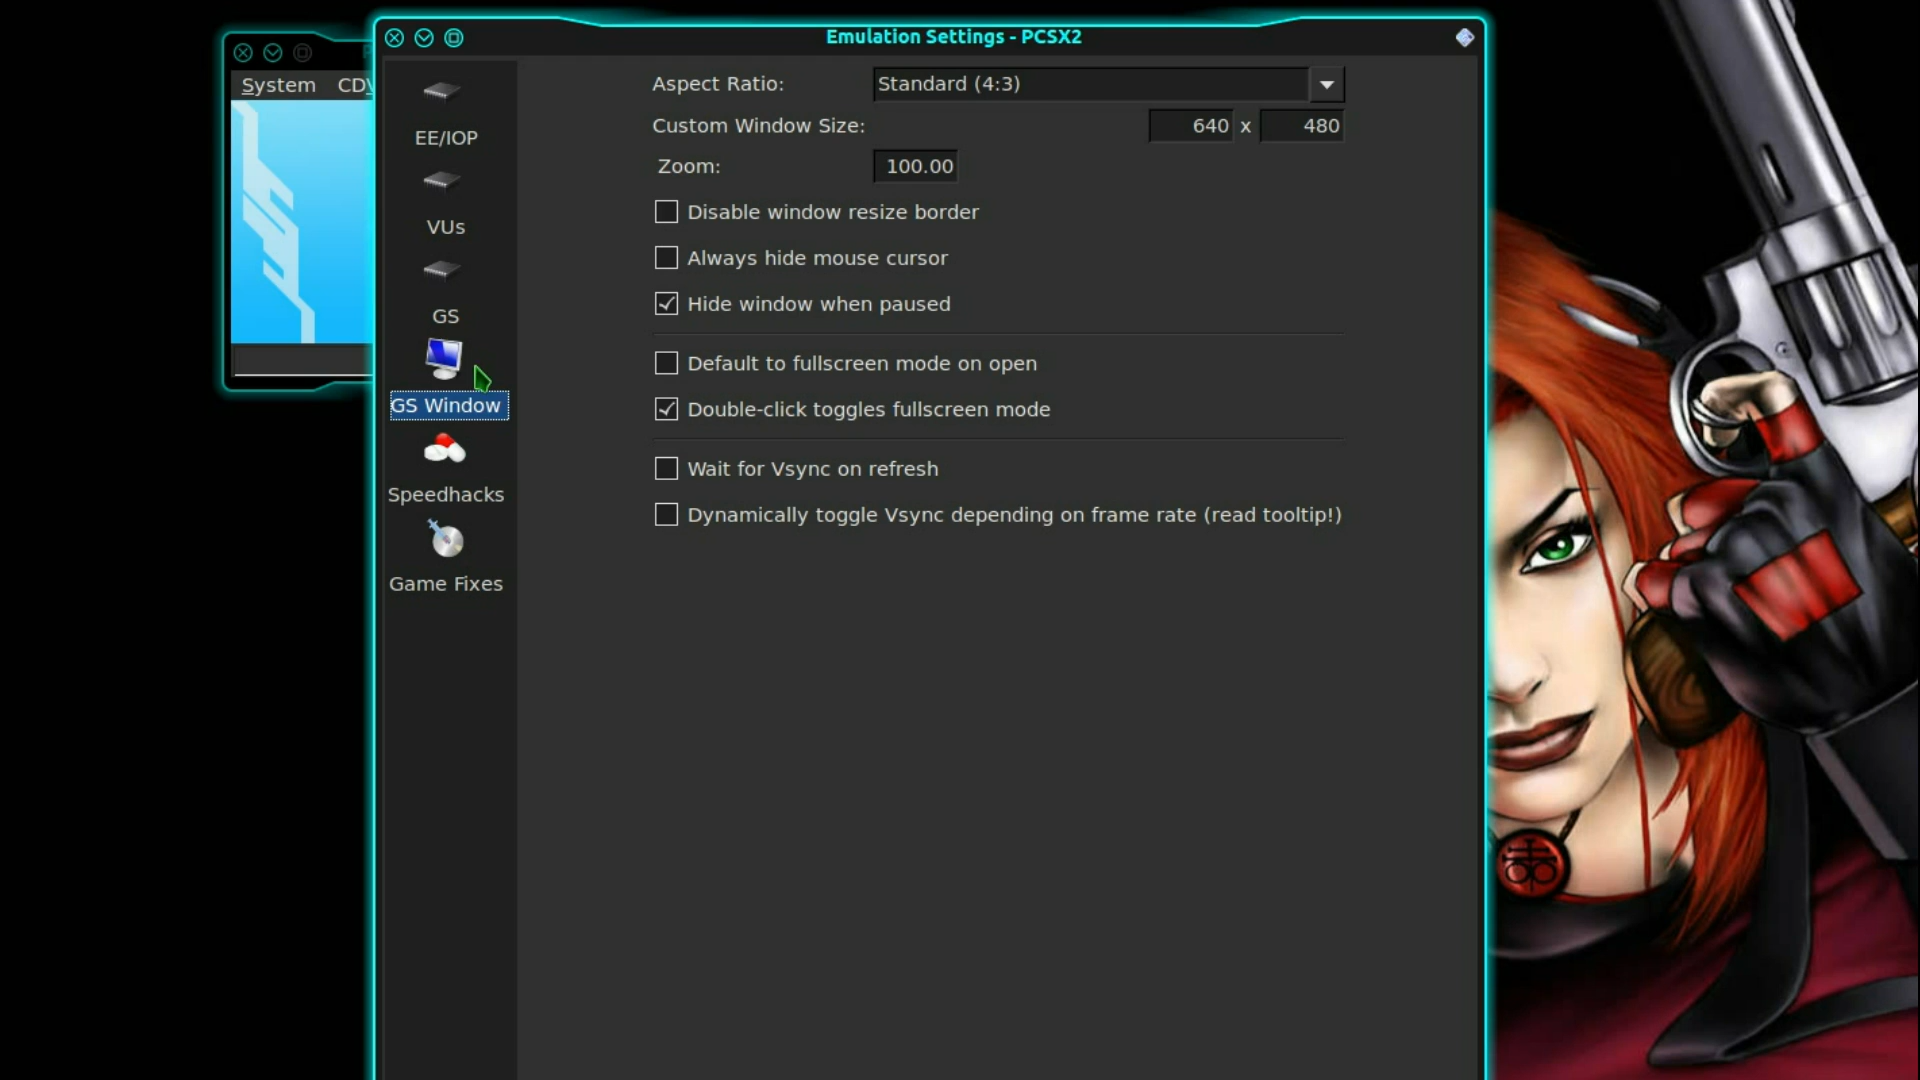 Emulation Settings - PCSX2
System CDV
EE/IOP
VUs
GS
GS Window
Speedhacks
Game Fixes
Aspect Ratio: Standard (4:3)
Custom Window Size: 640 x 480
Zoom: 100.00
Disable window resize border
Always hide mouse cursor
Hide window when paused
Default to fullscreen mode on open
Double-click toggles fullscreen mode
Wait for Vsync on refresh
Dynamically toggle Vsync depending on frame rate (read tooltip!)